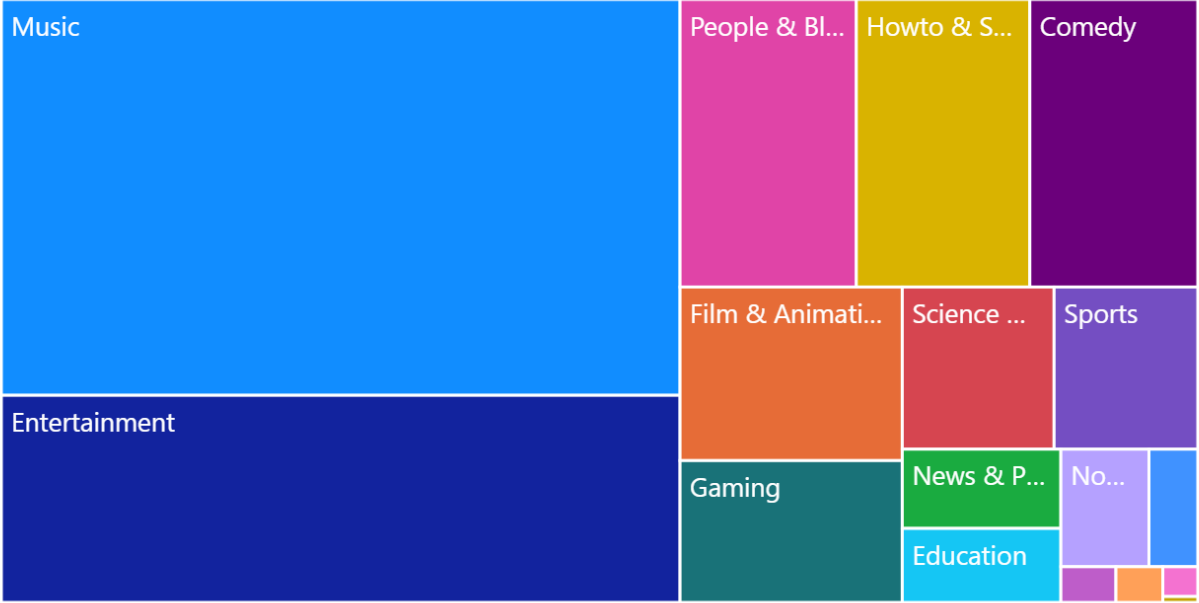 Music
People & Bl...
Howto & S...
Comedy
Film & Animati...
Science ...
Sports
Entertainment
News & P...
No...
Gaming
Education